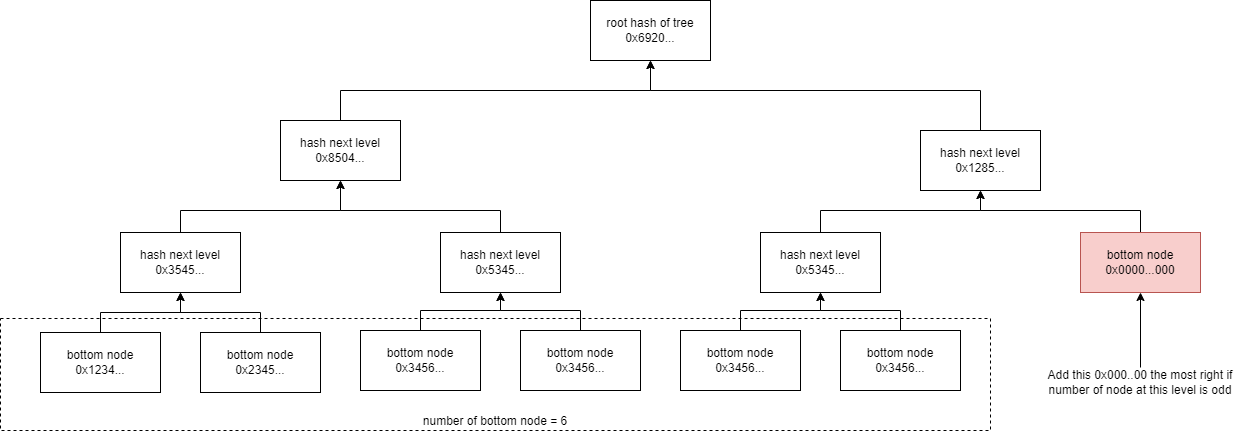 root hash of tree
0x6920...
hash next level
0x8504...
hash next level
0x1285...
hash next level
0x3545...
hash next level
0x5345...
hash next level
0x5345...
bottom node
0x0000...000
bottom node
0x1234...
bottom node
0x2345...
bottom node
0x3456...
bottom node
0x3456...
bottom node
0x3456...
bottom node
0x3456...
Add this 0x000..00 the most right if
number of node at this level is odd
number of bottom node = 6